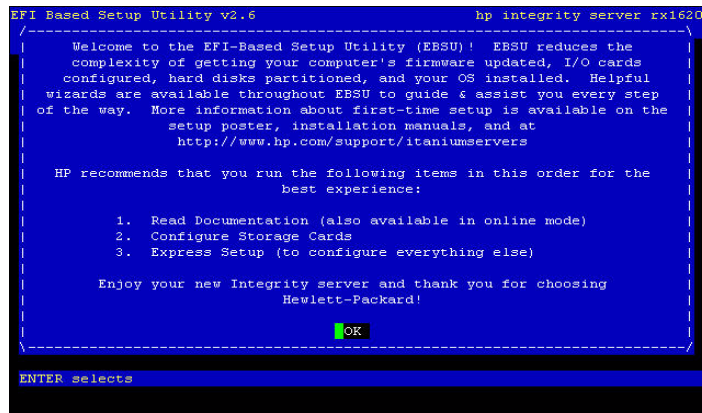 EFI Based Setup Utility v2.6 hp integrity server rx1620
Welcome to the EFI-Based Setup Utility (EBSU)! EBSU reduces the
complexity of getting your computer's firmware updated, I/O cards
configured, hard disks partitioned, and your OS installed. Helpful
wizards are available throughout EBSU to guide & assist you every step
of the way. More information about first-time setup is available on the
setup poster, installation manuals, and at
http://www.hp.com/support/itaniumservers
HP recommends that you run the following items in this order for the
best experience:
1. Read Documentation (also available in online mode)
2. Configure Storage Cards
3. Express Setup (to configure everything else)
Enjoy your new Integrity server and thank you for choosing
Hewlett-Packard!
OK
ENTER selects